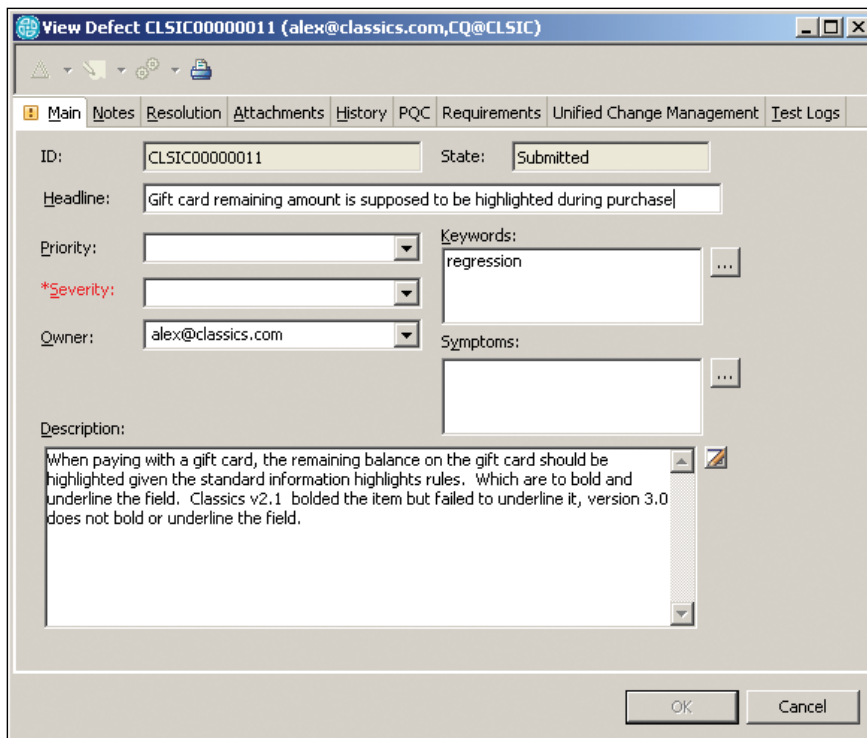 View Defect CLSIC00000011 (alex@classics.com,CQ@CLSIC)
Main Notes Resolution Attachments History PQC Requirements Unified Change Management Test Logs
ID: CLSIC00000011 State: Submitted
Headline: Gift card remaining amount is supposed to be highlighted during purchase
Priority:
Keywords:
regression
...
*Severity:
Owner: alex@classics.com
Symptoms:
...
Description:
When paying with a gift card, the remaining balance on the gift card should be
highlighted given the standard information highlights rules. Which are to bold and
underline the field. Classics v2.1 bolded the item but failed to underline it, version 3.0
does not bold or underline the field.
OK Cancel